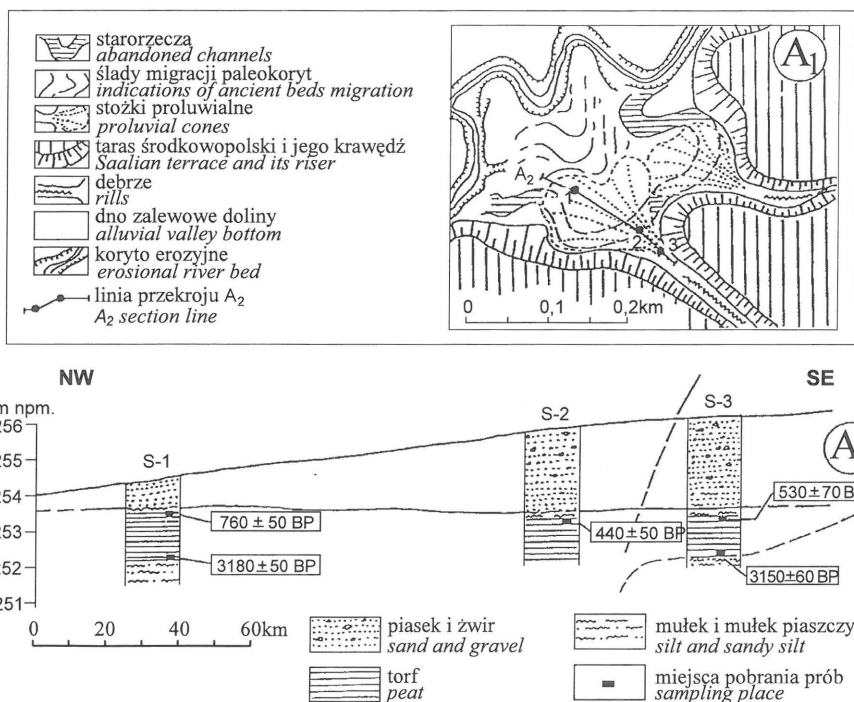 starorzecza
abandoned channels
ślady migracji paleokoryt
indications of ancient beds migration
stożki proluwialne
proluvial cones
taras środkowopolski i jego krawędź
Saalian terrace and its riser
debrze
rills
dno zalewowe doliny
alluvial valley bottom
koryto erozyjne
erosional river bed
linia przekroju A2
A2 section line
A1
A2
1
2
3
0 0,1 0,2km
NW
SE
m npm.
256
255
254
253
252
251
S-1
S-2
S-3
A
760 ± 50 BP
3180 ± 50 BP
440 ± 50 BP
530 ± 70 B
3150 ± 60 BP
0 20 40 60km
piasek i żwir
sand and gravel
torf
peat
mułek i mułek piaszczy
silt and sandy silt
miejsca pobrania prób
sampling place